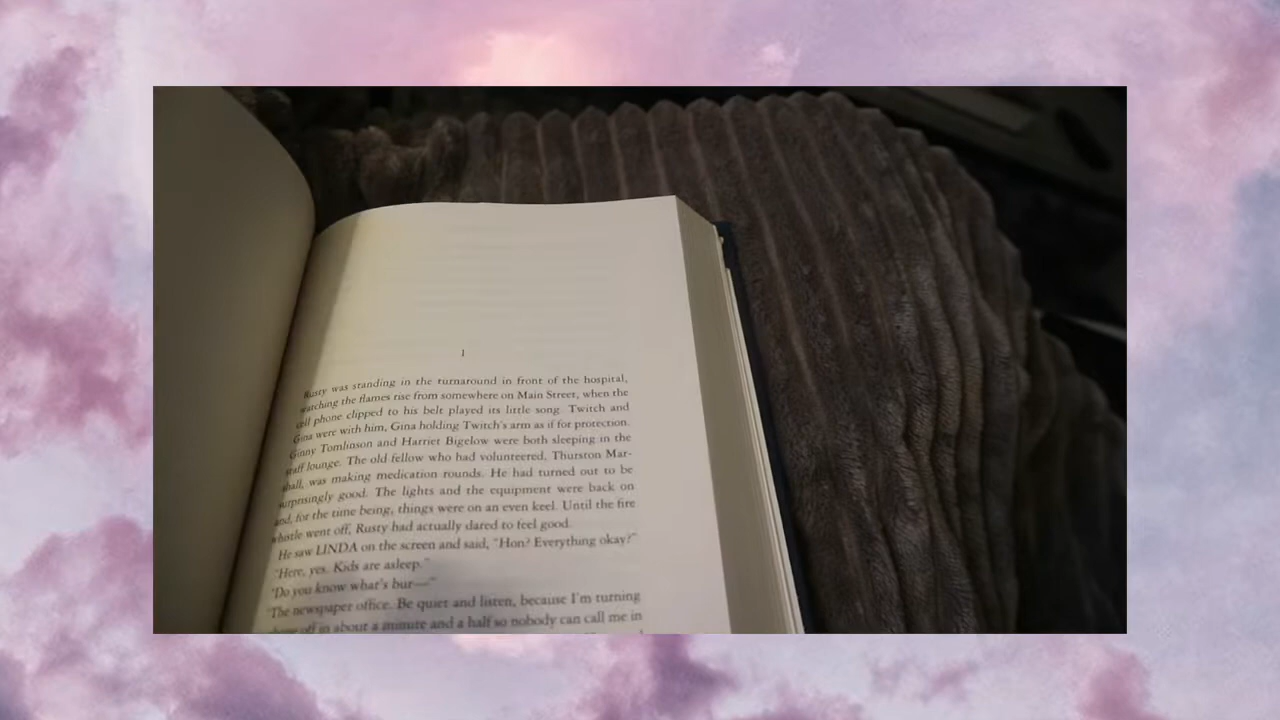 1
Rusty was standing in the turnaround in front of the hospital,
watching the flames rise from somewhere on Main Street, when the
cell phone clipped to his belt played its little song. Twitch and
Gina were with him, Gina holding Twitch's arm as if for protection.
Ginny Tomlinson and Harriet Bigelow were both sleeping in the
staff lounge. The old fellow who had volunteered, Thurston Mar-
shall, was making medication rounds. He had turned out to be
surprisingly good. The lights and the equipment were back on
and, for the time being, things were on an even keel. Until the fire
whistle went off, Rusty had actually dared to feel good.
He saw LINDA on the screen and said, "Hon? Everything okay?"
"Here, yes. Kids are asleep."
"Do you know what's bur—"
"The newspaper office. Be quiet and listen, because I'm turning
off in about a minute and a half so nobody can call me in